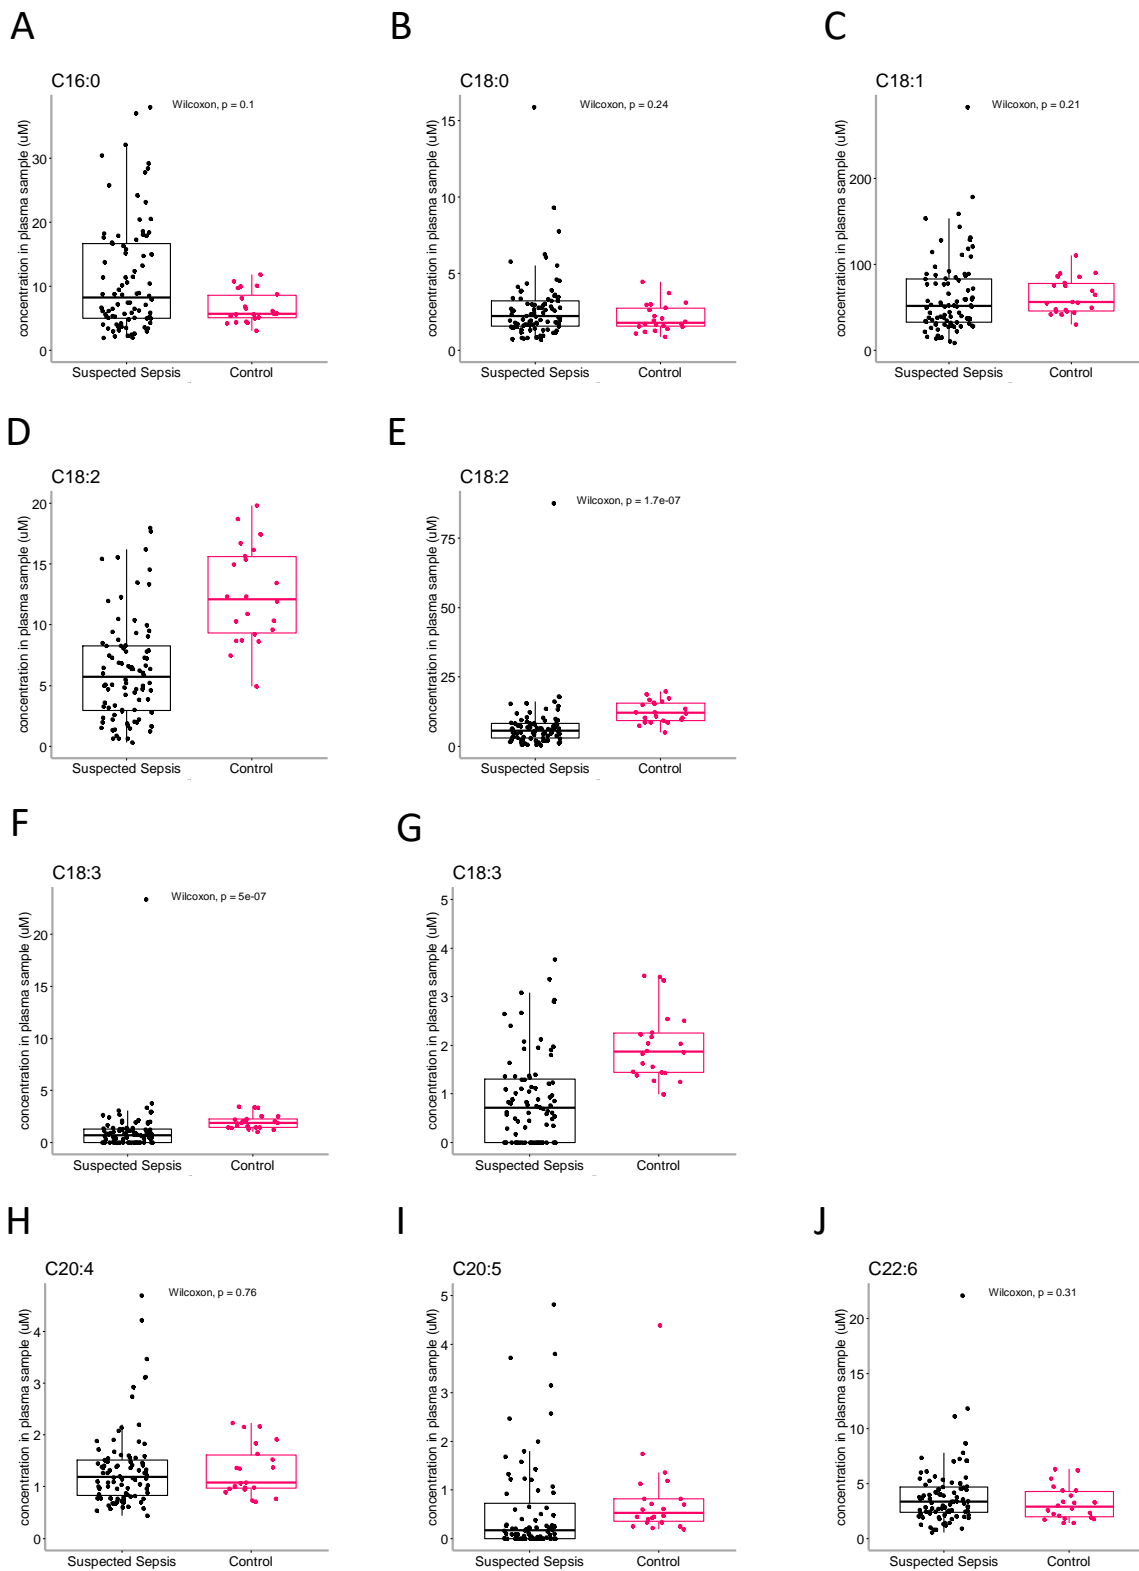 A
B
C
C16:0
C18:0
C18:1
Wilcoxon, p = 0.1
Wilcoxon, p = 0.24
Wilcoxon, p = 0.21
concentration in plasma sample (uM)
30
20
10
0
concentration in plasma sample (uM)
15
10
5
0
concentration in plasma sample (uM)
200
100
0
Suspected Sepsis
Control
Suspected Sepsis
Control
Suspected Sepsis
Control
D
E
C18:2
C18:2
Wilcoxon, p = 1.7e-07
concentration in plasma sample (uM)
20
15
10
5
0
concentration in plasma sample (uM)
75
50
25
0
Suspected Sepsis
Control
Suspected Sepsis
Control
F
G
C18:3
C18:3
Wilcoxon, p = 5e-07
concentration in plasma sample (uM)
20
15
10
5
0
concentration in plasma sample (uM)
5
4
3
2
1
0
Suspected Sepsis
Control
Suspected Sepsis
Control
H
I
J
C20:4
C20:5
C22:6
Wilcoxon, p = 0.76
Wilcoxon, p = 0.31
concentration in plasma sample (uM)
4
3
2
1
0
concentration in plasma sample (uM)
5
4
3
2
1
0
concentration in plasma sample (uM)
20
15
10
5
0
Suspected Sepsis
Control
Suspected Sepsis
Control
Suspected Sepsis
Control